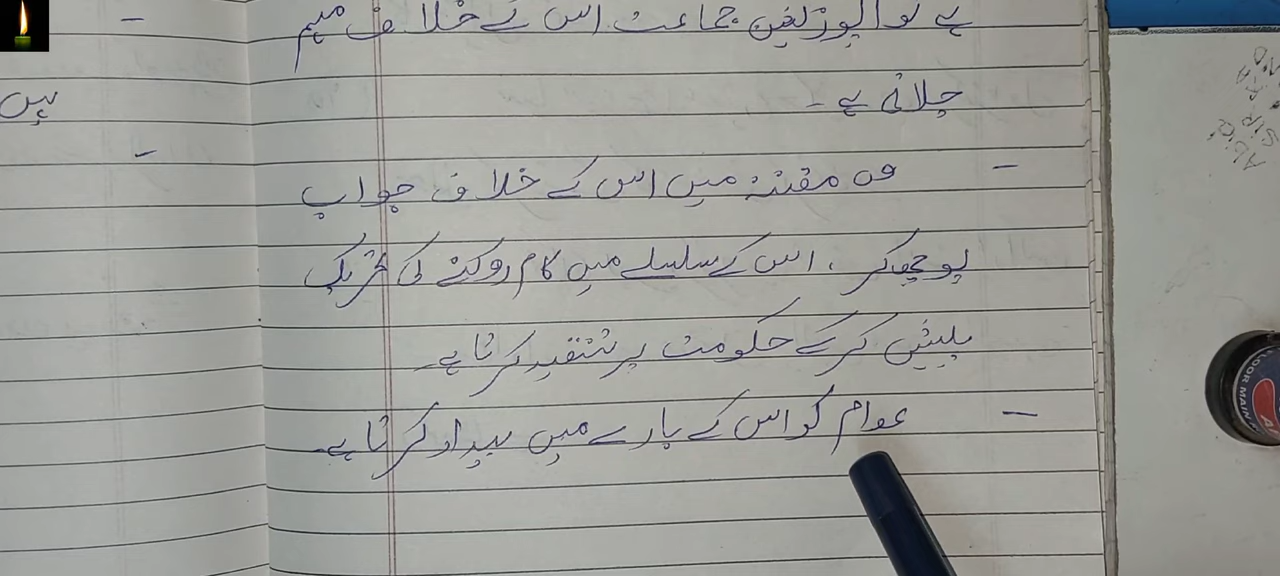 ہے تو اپوزیشن جماعت اس کے خلاف مہم
چلاتی ہے۔
- وہ مقننہ میں اس کے خلاف جواب
پوچھ کر، اس کے سلسلے میں کام روکنے کی تحریک
پیش کر کے حکومت پر تنقید کرتا ہے۔
- عوام کو اس کے بارے میں بیدار کرتا ہے۔